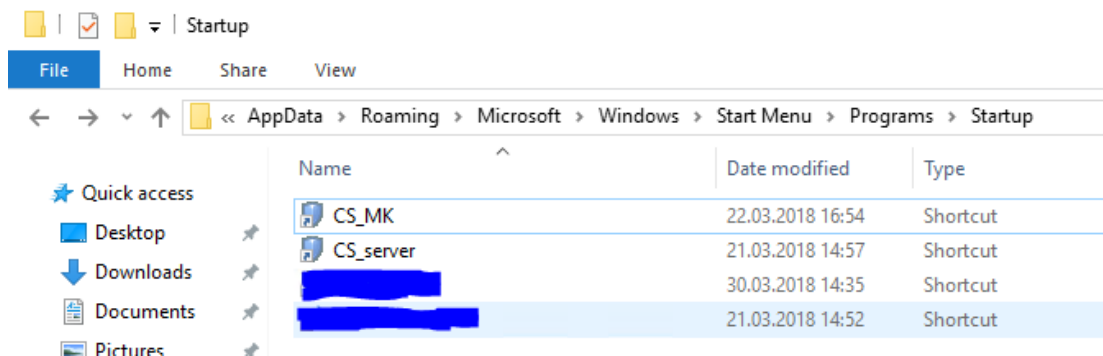 Startup
File Home Share View
« AppData > Roaming > Microsoft > Windows > Start Menu > Programs > Startup
Name Date modified Type
Quick access
Desktop
Downloads
Documents
Pictures
CS_MK 22.03.2018 16:54 Shortcut
CS_server 21.03.2018 14:57 Shortcut
30.03.2018 14:35 Shortcut
21.03.2018 14:52 Shortcut